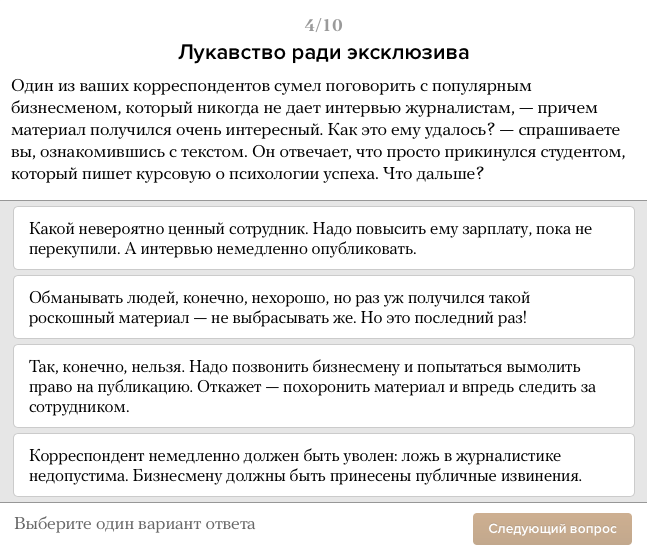 4/10
Лукавство ради эксклюзива
Один из ваших корреспондентов сумел поговорить с популярным
бизнесменом, который никогда не дает интервью журналистам, — причем
материал получился очень интересный. Как это ему удалось? — спрашиваете
вы, ознакомившись с текстом. Он отвечает, что просто прикинулся студентом,
который пишет курсовую о психологии успеха. Что дальше?
Какой невероятно ценный сотрудник. Надо повысить ему зарплату, пока не
перекупили. А интервью немедленно опубликовать.
Обманывать людей, конечно, нехорошо, но раз уж получился такой
роскошный материал — не выбрасывать же. Но это последний раз!
Так, конечно, нельзя. Надо позвонить бизнесмену и попытаться вымолить
право на публикацию. Откажет — похоронить материал и впредь следить за
сотрудником.
Корреспондент немедленно должен быть уволен: ложь в журналистике
недопустима. Бизнесмену должны быть принесены публичные извинения.
Выберите один вариант ответа
Следующий вопрос